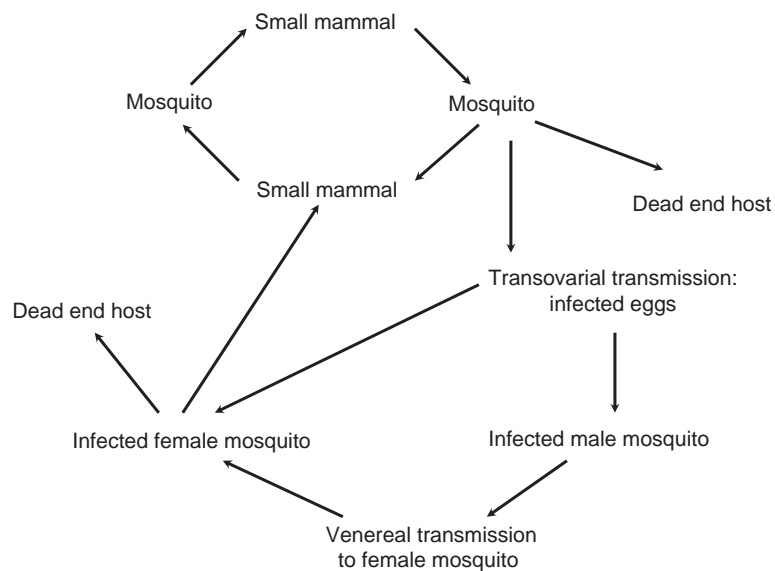 Small mammal
Mosquito
Mosquito
Small mammal
Dead end host
Transovarial transmission:
infected eggs
Dead end host
Infected female mosquito
Infected male mosquito
Venereal transmission
to female mosquito